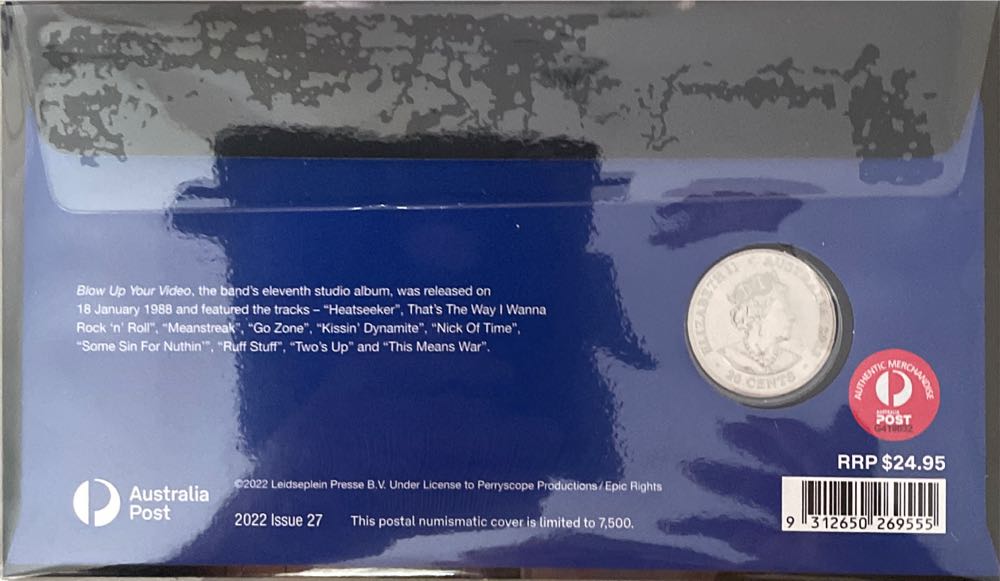 Blow Up Your Video, the band's eleventh studio album, was released on
18 January 1988 and featured the tracks – "Heatseeker", That's The Way I Wanna
Rock 'n' Roll", "Meanstreak", "Go Zone", "Kissin' Dynamite", "Nick Of Time",
"Some Sin For Nuthin'", "Ruff Stuff", "Two's Up" and "This Means War".
ELIZABETH II AUSTRALIA
20 CENTS
AUTHENTIC MERCHANDISE
AUSTRALIA
POST
RRP $24.95
Australia
Post
©2022 Leidseplein Presse B.V. Under License to Perryscope Productions / Epic Rights
2022 Issue 27 This postal numismatic cover is limited to 7,500.
9 312650 269555